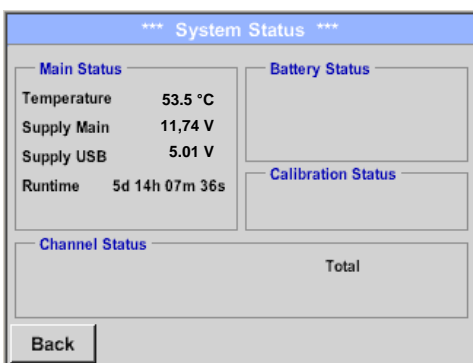 *** System Status ***
Main Status
Temperature 53.5 °C
Supply Main 11,74 V
Supply USB 5.01 V
Runtime 5d 14h 07m 36s
Battery Status
Calibration Status
Channel Status
Total
Back